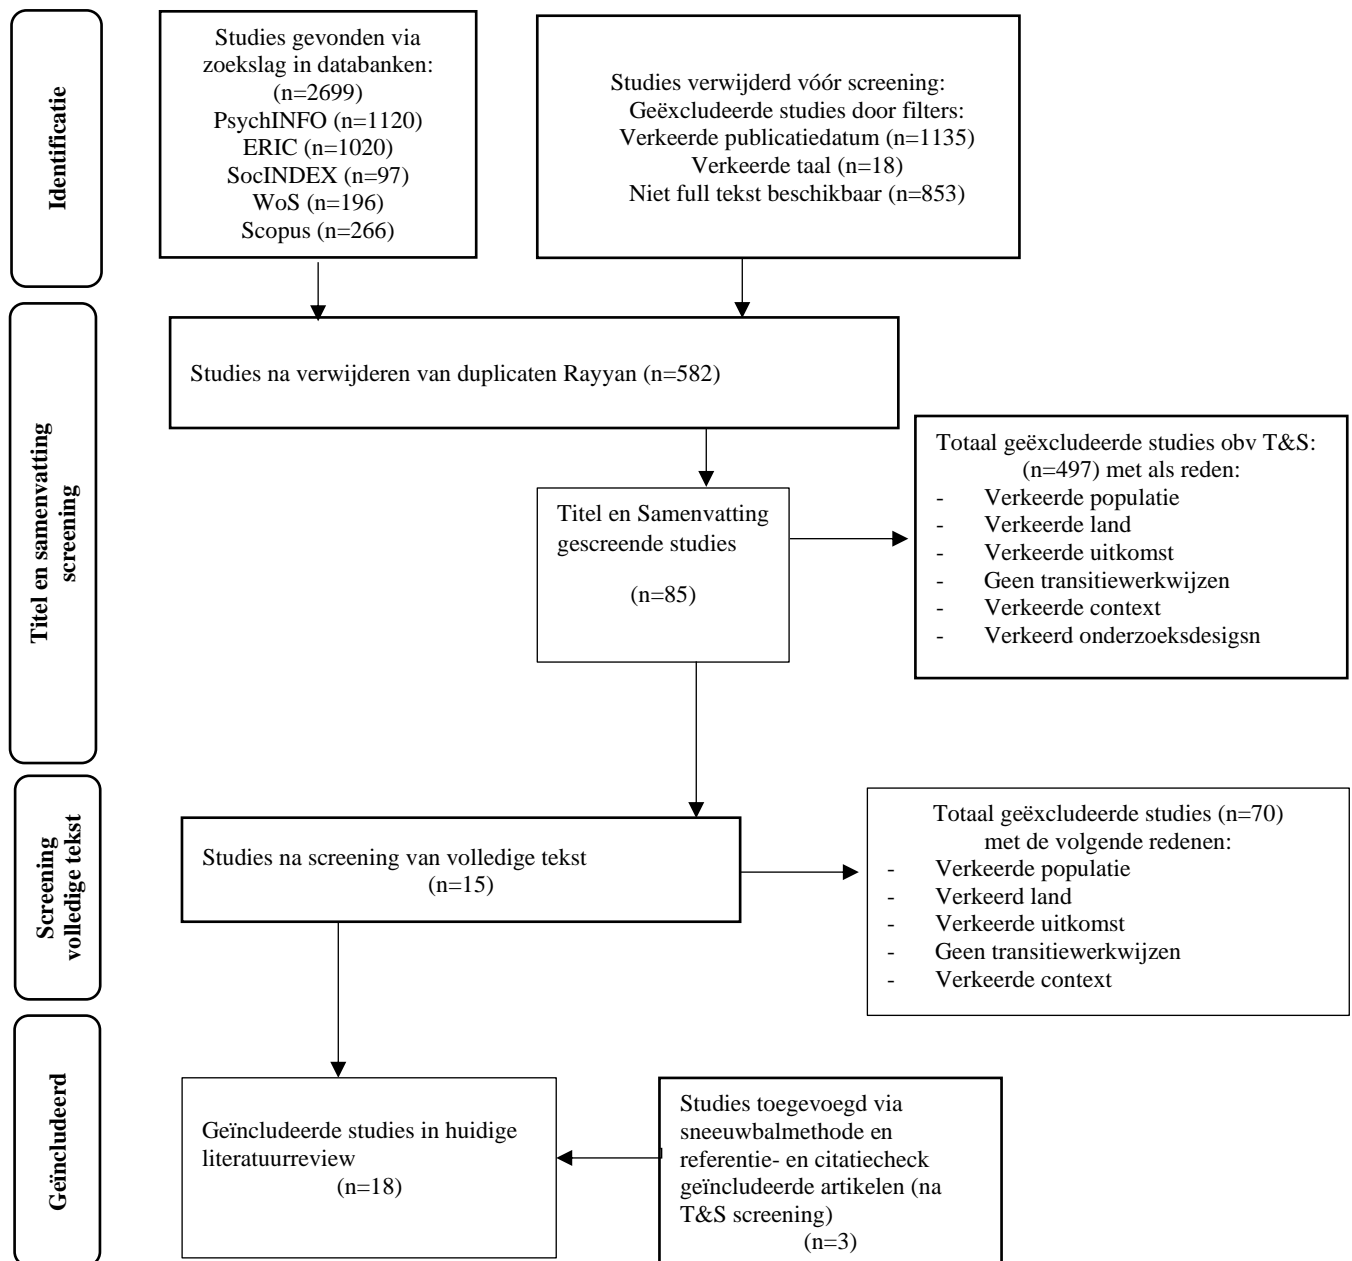 Identificatie
Studies gevonden via
zoekslag in databanken:
(n=2699)
PsychINFO (n=1120)
ERIC (n=1020)
SocINDEX (n=97)
WoS (n=196)
Scopus (n=266)
Studies verwijderd vóór screening:
Geëxcludeerde studies door filters:
Verkeerde publicatiedatum (n=1135)
Verkeerde taal (n=18)
Niet full tekst beschikbaar (n=853)
Titel en samenvatting
screening
Studies na verwijderen van duplicaten Rayyan (n=582)
Titel en Samenvatting
gescreende studies
(n=85)
Totaal geëxcludeerde studies obv T&S:
(n=497) met als reden:
- Verkeerde populatie
- Verkeerde land
- Verkeerde uitkomst
- Geen transitiewerkwijzen
- Verkeerde context
- Verkeerd onderzoeksdesigsn
Screening
volledige tekst
Studies na screening van volledige tekst
(n=15)
Totaal geëxcludeerde studies (n=70)
met de volgende redenen:
- Verkeerde populatie
- Verkeerd land
- Verkeerde uitkomst
- Geen transitiewerkwijzen
- Verkeerde context
Geïncludeerd
Geïncludeerde studies in huidige
literatuurreview
(n=18)
Studies toegevoegd via
sneeuwbalmethode en
referentie- en citatiecheck
geïncludeerde artikelen (na
T&S screening)
(n=3)